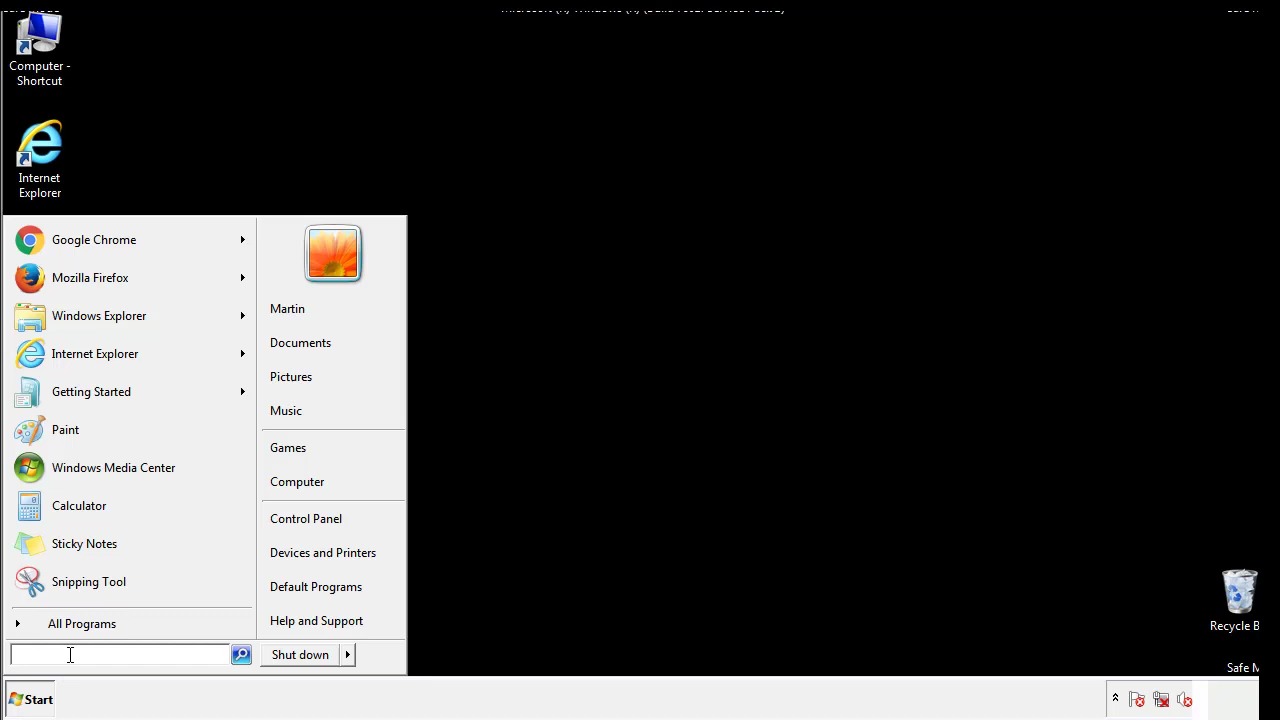 Computer -
Shortcut
Internet
Explorer
Google Chrome
Mozilla Firefox
Windows Explorer
Internet Explorer
Getting Started
Paint
Windows Media Center
Calculator
Sticky Notes
Snipping Tool
All Programs
Martin
Documents
Pictures
Music
Games
Computer
Control Panel
Devices and Printers
Default Programs
Help and Support
Shut down
Recycle B
Safe M
Start